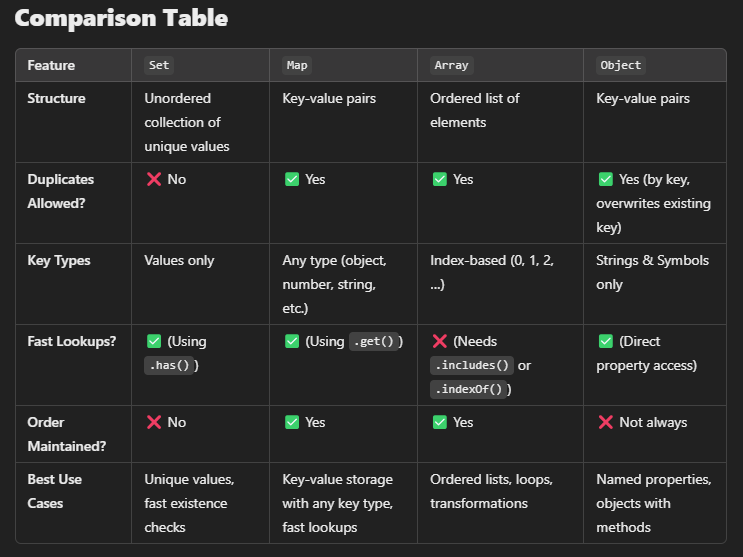 Comparison Table
Feature Set Map Array Object
Structure Unordered Key-value pairs Ordered list of Key-value pairs
collection of elements
unique values
Duplicates ❌ No ✅ Yes ✅ Yes ✅ Yes (by key,
Allowed? overwrites existing
key)
Key Types Values only Any type (object, Index-based (0, 1, 2, Strings & Symbols
number, string, ...) only
etc.)
Fast Lookups? ✅ (Using ✅ (Using .get() ) ❌ (Needs ✅ (Direct
.has() ) .includes() or property access)
.indexOf() )
Order ❌ No ✅ Yes ✅ Yes ❌ Not always
Maintained?
Best Use Unique values, Key-value storage Ordered lists, loops, Named properties,
Cases fast existence with any key type, transformations objects with
checks fast lookups methods